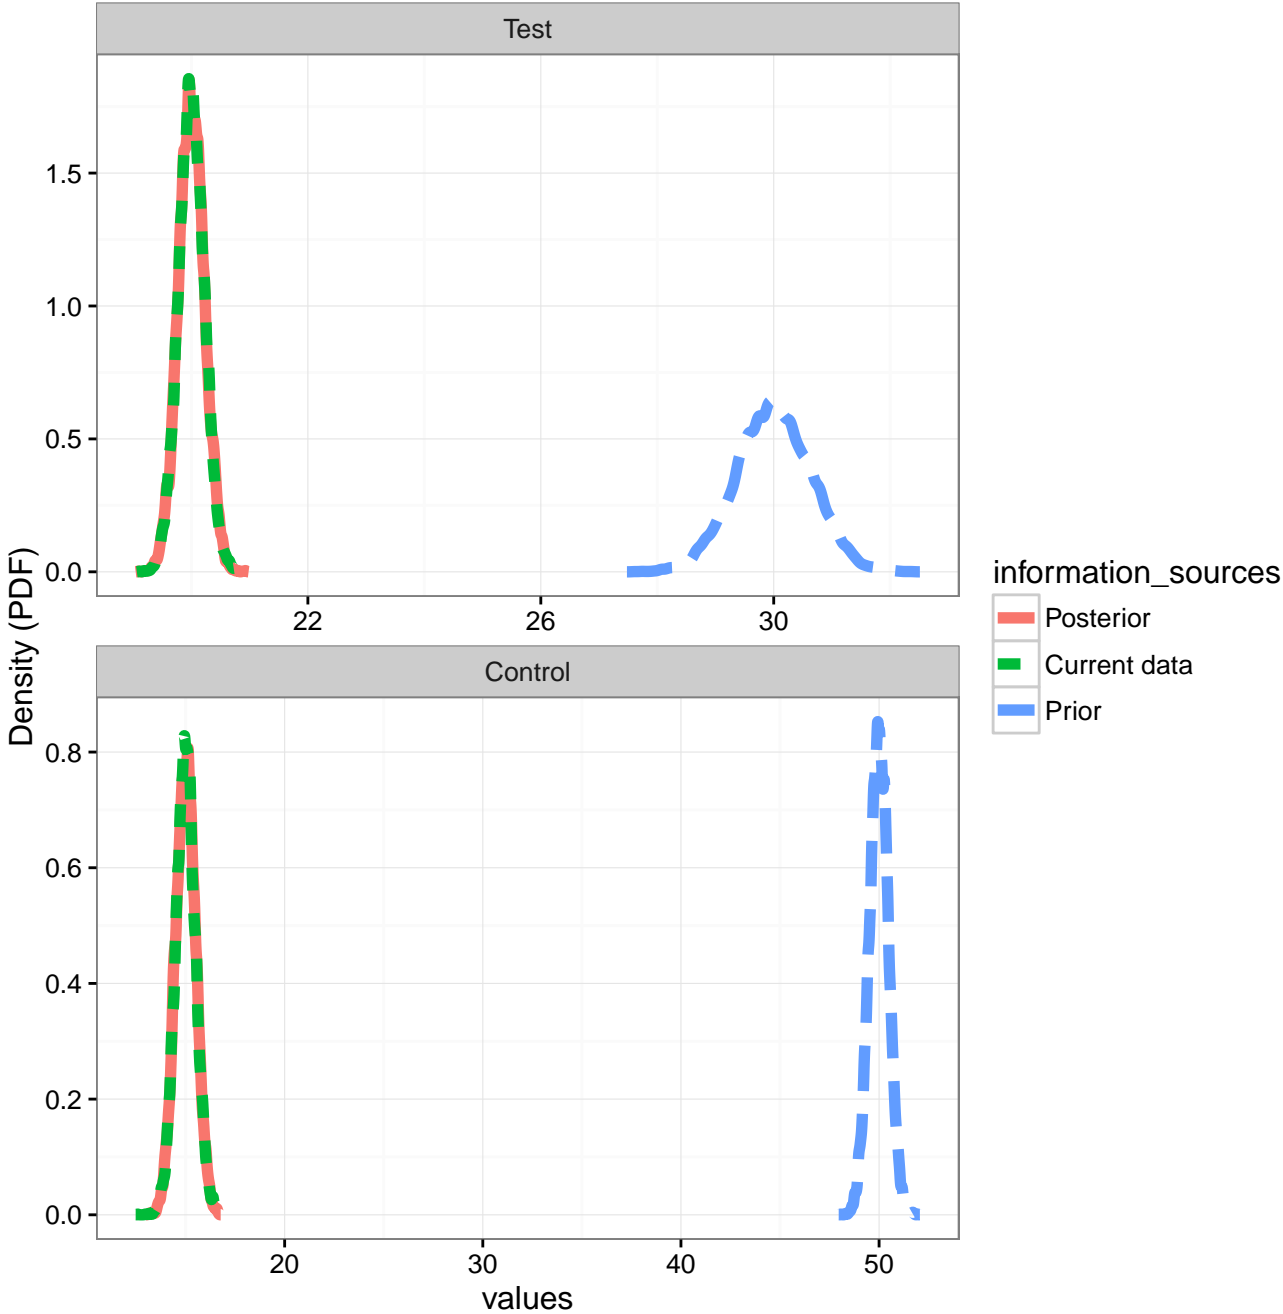 Test
1.5
1.0
0.5
0.0
22 26 30
Density (PDF)
Control
0.8
0.6
0.4
0.2
0.0
20 30 40 50
values
information_sources
Posterior
Current data
Prior